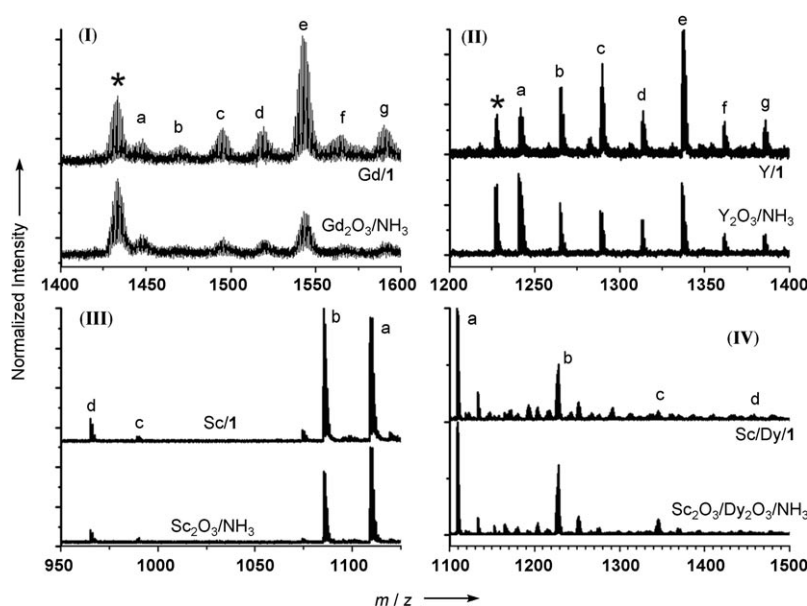 (I)
*
a
b
c
d
e
f
g
Gd/1
Gd₂O₃/NH₃
1400 1450 1500 1550 1600
(II)
*
a
b
c
d
e
f
g
Y/1
Y₂O₃/NH₃
1200 1250 1300 1350 1400
Normalized Intensity
(III)
d
c
b
a
Sc/1
Sc₂O₃/NH₃
950 1000 1050 1100
(IV)
a
b
c
d
Sc/Dy/1
Sc₂O₃/Dy₂O₃/NH₃
1100 1200 1300 1400 1500
m / z